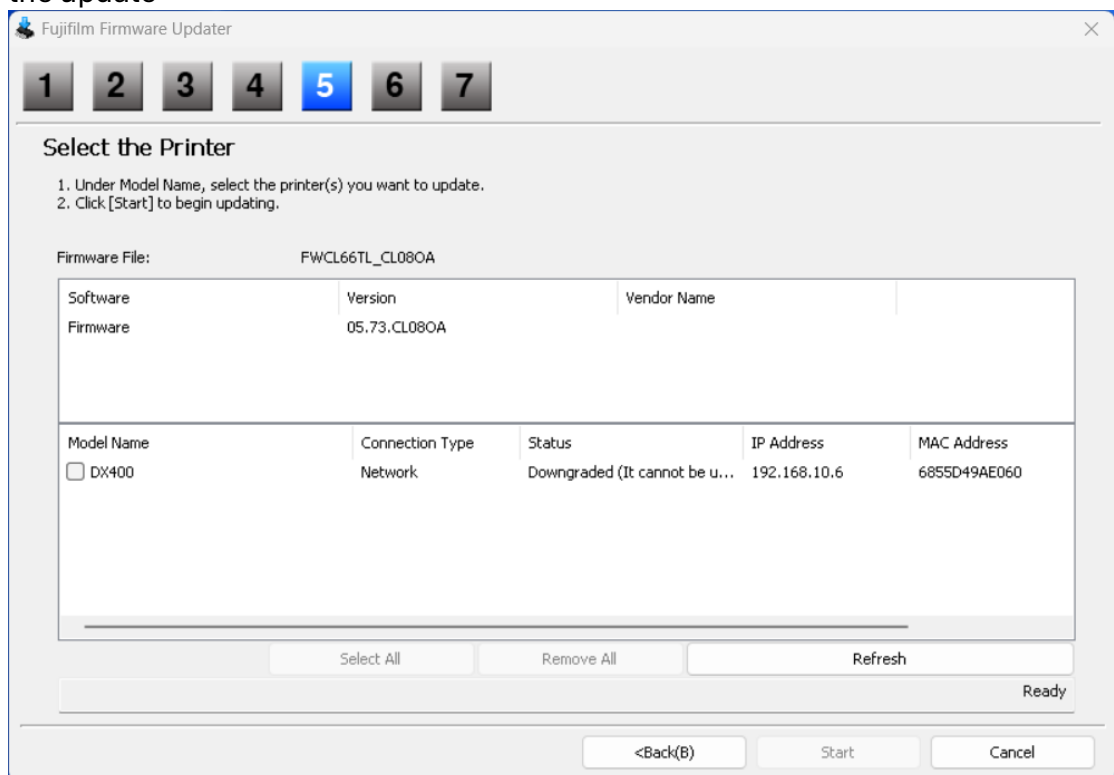 the update
Fujifilm Firmware Updater
1 2 3 4 5 6 7
Select the Printer
1. Under Model Name, select the printer(s) you want to update.
2. Click [Start] to begin updating.
Firmware File: FWCL66TL_CL08OA
Software Version Vendor Name
Firmware 05.73.CL08OA
Model Name Connection Type Status IP Address MAC Address
DX400 Network Downgraded (It cannot be u... 192.168.10.6 6855D49AE060
Select All Remove All Refresh
Ready
<Back(B) Start Cancel